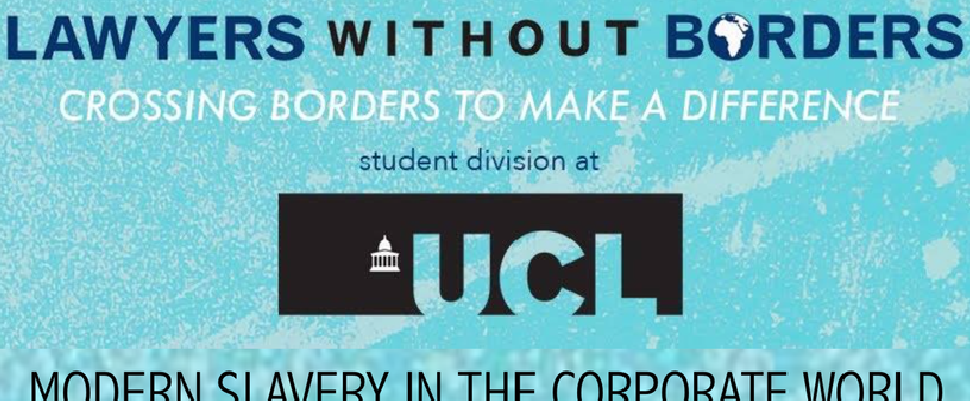 LAWYERS WITHOUT BORDERS
CROSSING BORDERS TO MAKE A DIFFERENCE
student division at
UCL
MODERN SLAVERY IN THE CORPORATE WORLD